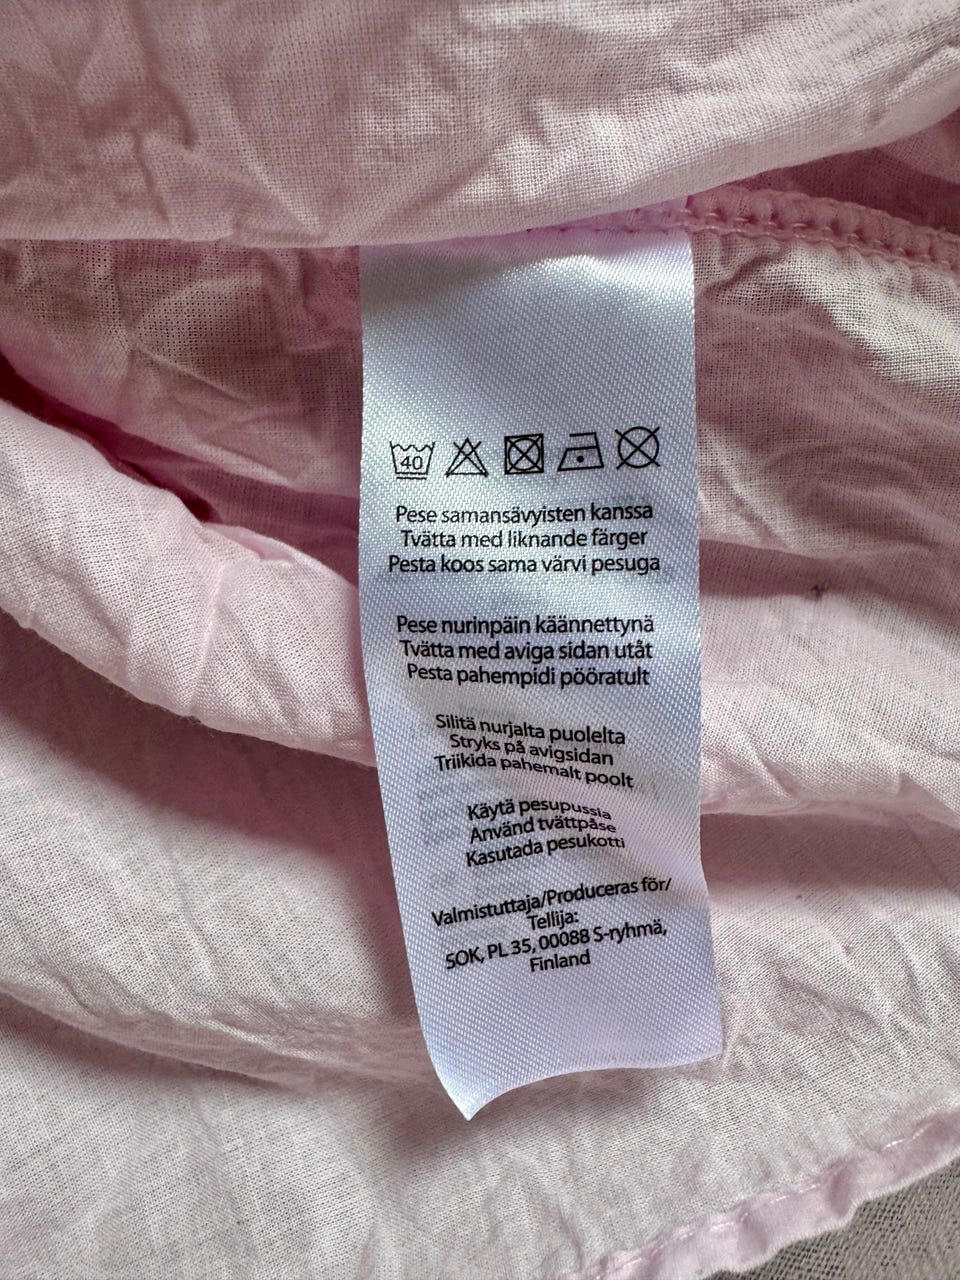 40
Pese samansävyisten kanssa
Tvätta med liknande färger
Pesta koos sama värvi pesuga
Pese nurinpäin käännettynä
Tvätta med aviga sidan utåt
Pesta pahempidi pööratult
Silitä nurjalta puolelta
Stryks på avigsidan
Triikida pahemalt poolt
Käytä pesupussia
Använd tvättpåse
Kasutada pesukotti
Valmistuttaja/Produceras för/
Tellija:
SOK, PL 35, 00088 S-ryhmä,
Finland